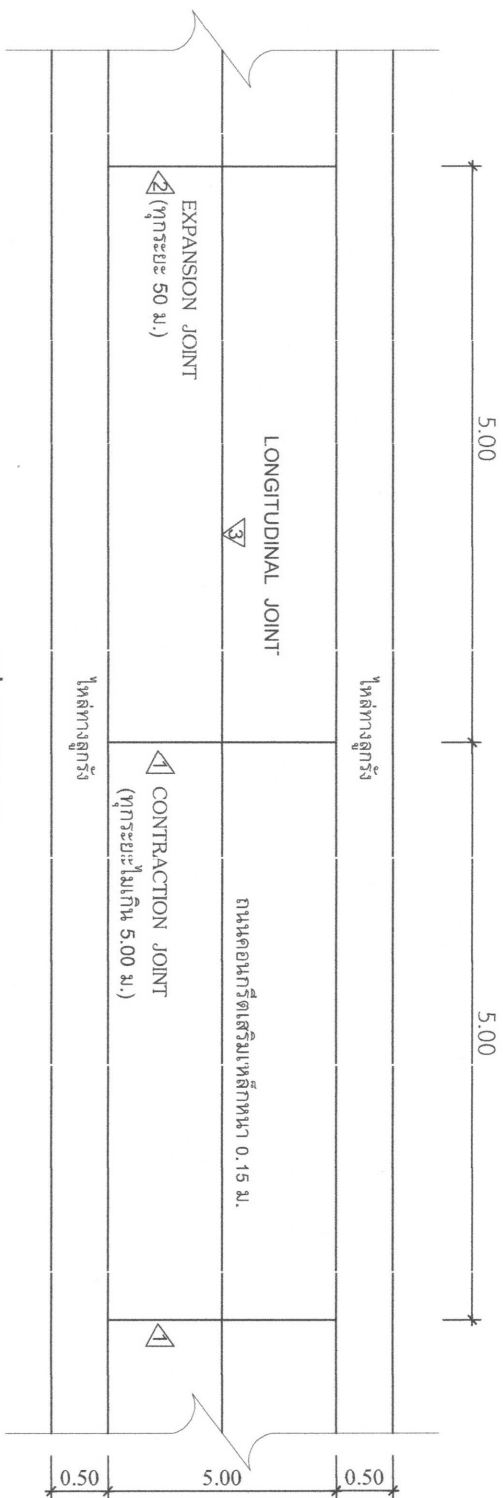 5.00
5.00
ไหล่ทางลูกรัง
LONGITUDINAL JOINT
3
ถนนคอนกรีตเสริมเหล็กหนา 0.15 ม.
EXPANSION JOINT
2 (ทุกระยะ 50 ม.)
1 CONTRACTION JOINT
(ทุกระยะไม่เกิน 5.00 ม.)
1
ไหล่ทางลูกรัง
0.50
5.00
0.50